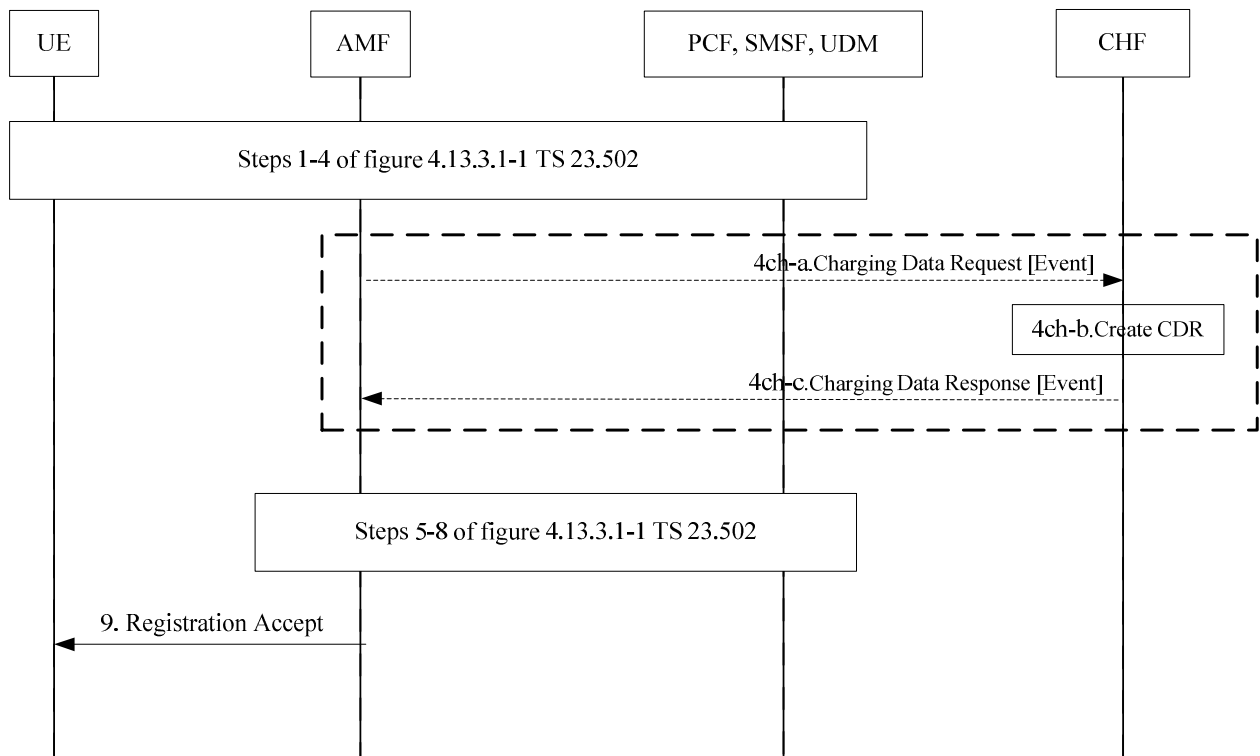 UE
AMF
PCF, SMSF, UDM
CHF
Steps 1-4 of figure 4.13.3.1-1 TS 23.502
4ch-a.Charging Data Request [Event]
4ch-b.Create CDR
4ch-c.Charging Data Response [Event]
Steps 5-8 of figure 4.13.3.1-1 TS 23.502
9. Registration Accept